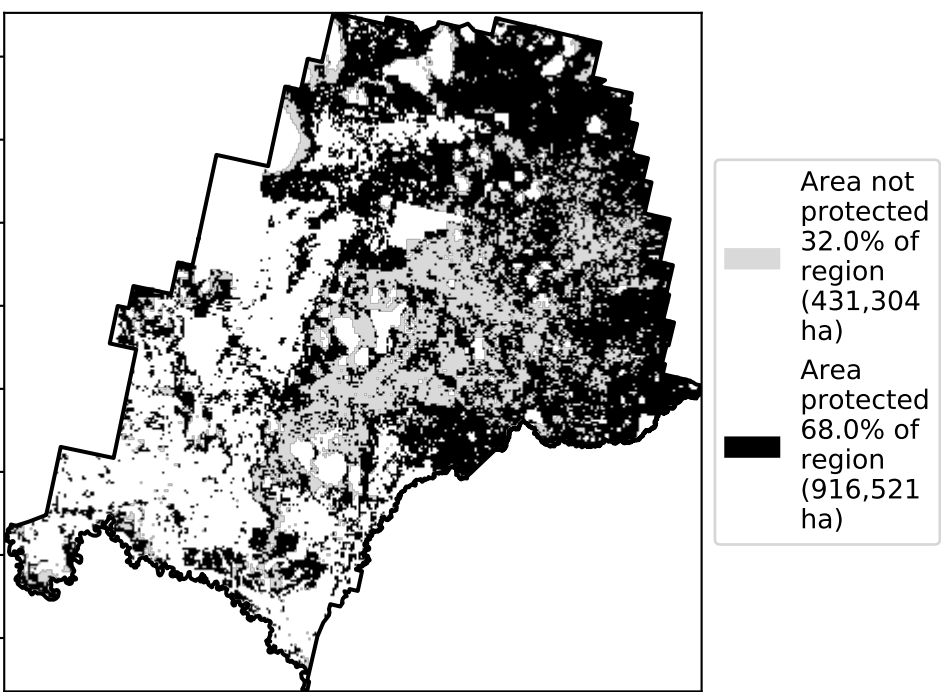 Area not
protected
32.0% of
region
(431,304
ha)
Area
protected
68.0% of
region
(916,521
ha)